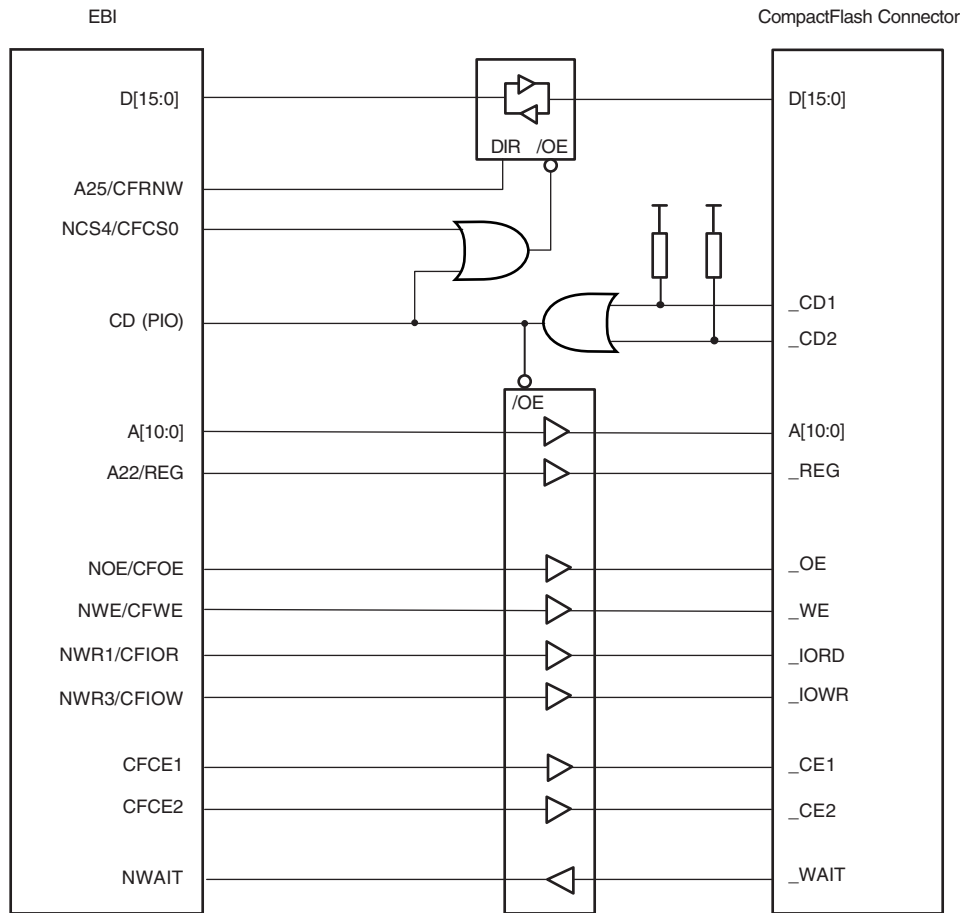 EBI
CompactFlash Connector
D[15:0]
D[15:0]
DIR /OE
A25/CFRNW
NCS4/CFCS0
_CD1
CD (PIO)
_CD2
/OE
A[10:0]
A[10:0]
A22/REG
_REG
NOE/CFOE
_OE
NWE/CFWE
_WE
NWR1/CFIOR
_IORD
NWR3/CFIOW
_IOWR
CFCE1
_CE1
CFCE2
_CE2
NWAIT
_WAIT